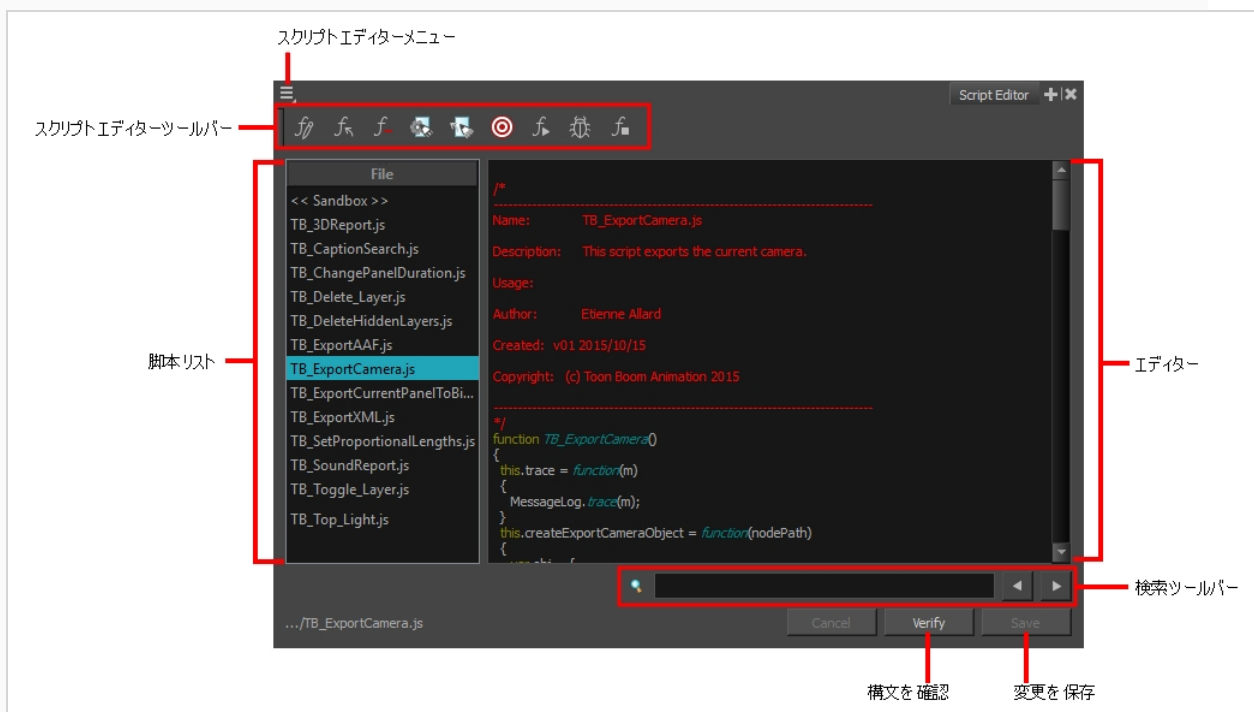 スクリプトエディターメニュー
Script Editor
スクリプトエディターツールバー
File
<< Sandbox >>
TB_3DReport.js
TB_CaptionSearch.js
TB_ChangePanelDuration.js
TB_Delete_Layer.js
TB_DeleteHiddenLayers.js
TB_ExportAAF.js
TB_ExportCamera.js
TB_ExportCurrentPanelToBi...
TB_ExportXML.js
TB_SetProportionalLengths.js
TB_SoundReport.js
TB_Toggle_Layer.js
TB_Top_Light.js
脚本リスト
/*
Name: TB_ExportCamera.js
Description: This script exports the current camera.
Usage:
Author: Etienne Allard
Created: v01 2015/10/15
Copyright: (c) Toon Boom Animation 2015
*/
function TB_ExportCamera()
{
this.trace = function(m)
{
MessageLog.trace(m);
}
this.createExportCameraObject = function(nodePath)
{
エディター
検索ツールバー
.../TB_ExportCamera.js
Cancel
Verify
Save
構文を確認
変更を保存